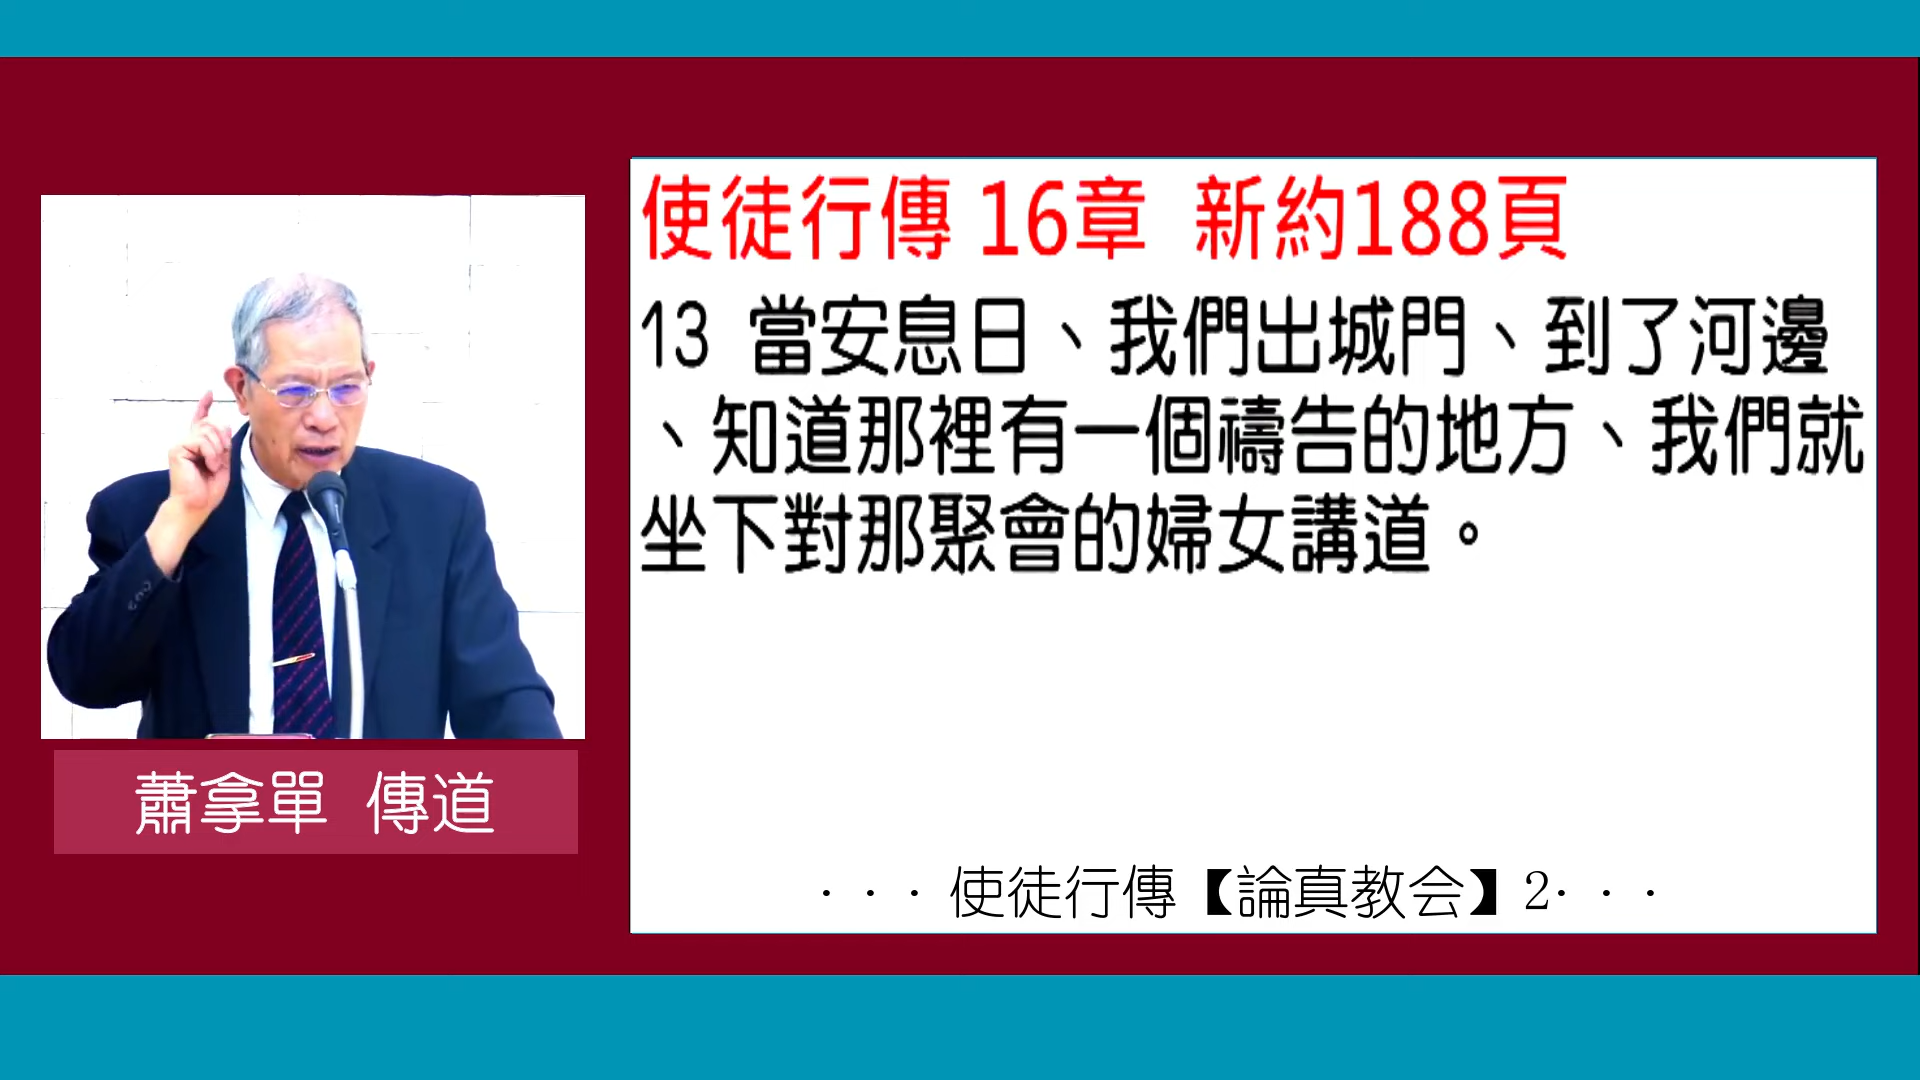 使徒行傳 16章 新約188頁
13 當安息日、我們出城門、到了河邊
、知道那裡有一個禱告的地方、我們就
坐下對那聚會的婦女講道。
蕭拿單 傳道
· · · 使徒行傳【論真教会】2· · ·